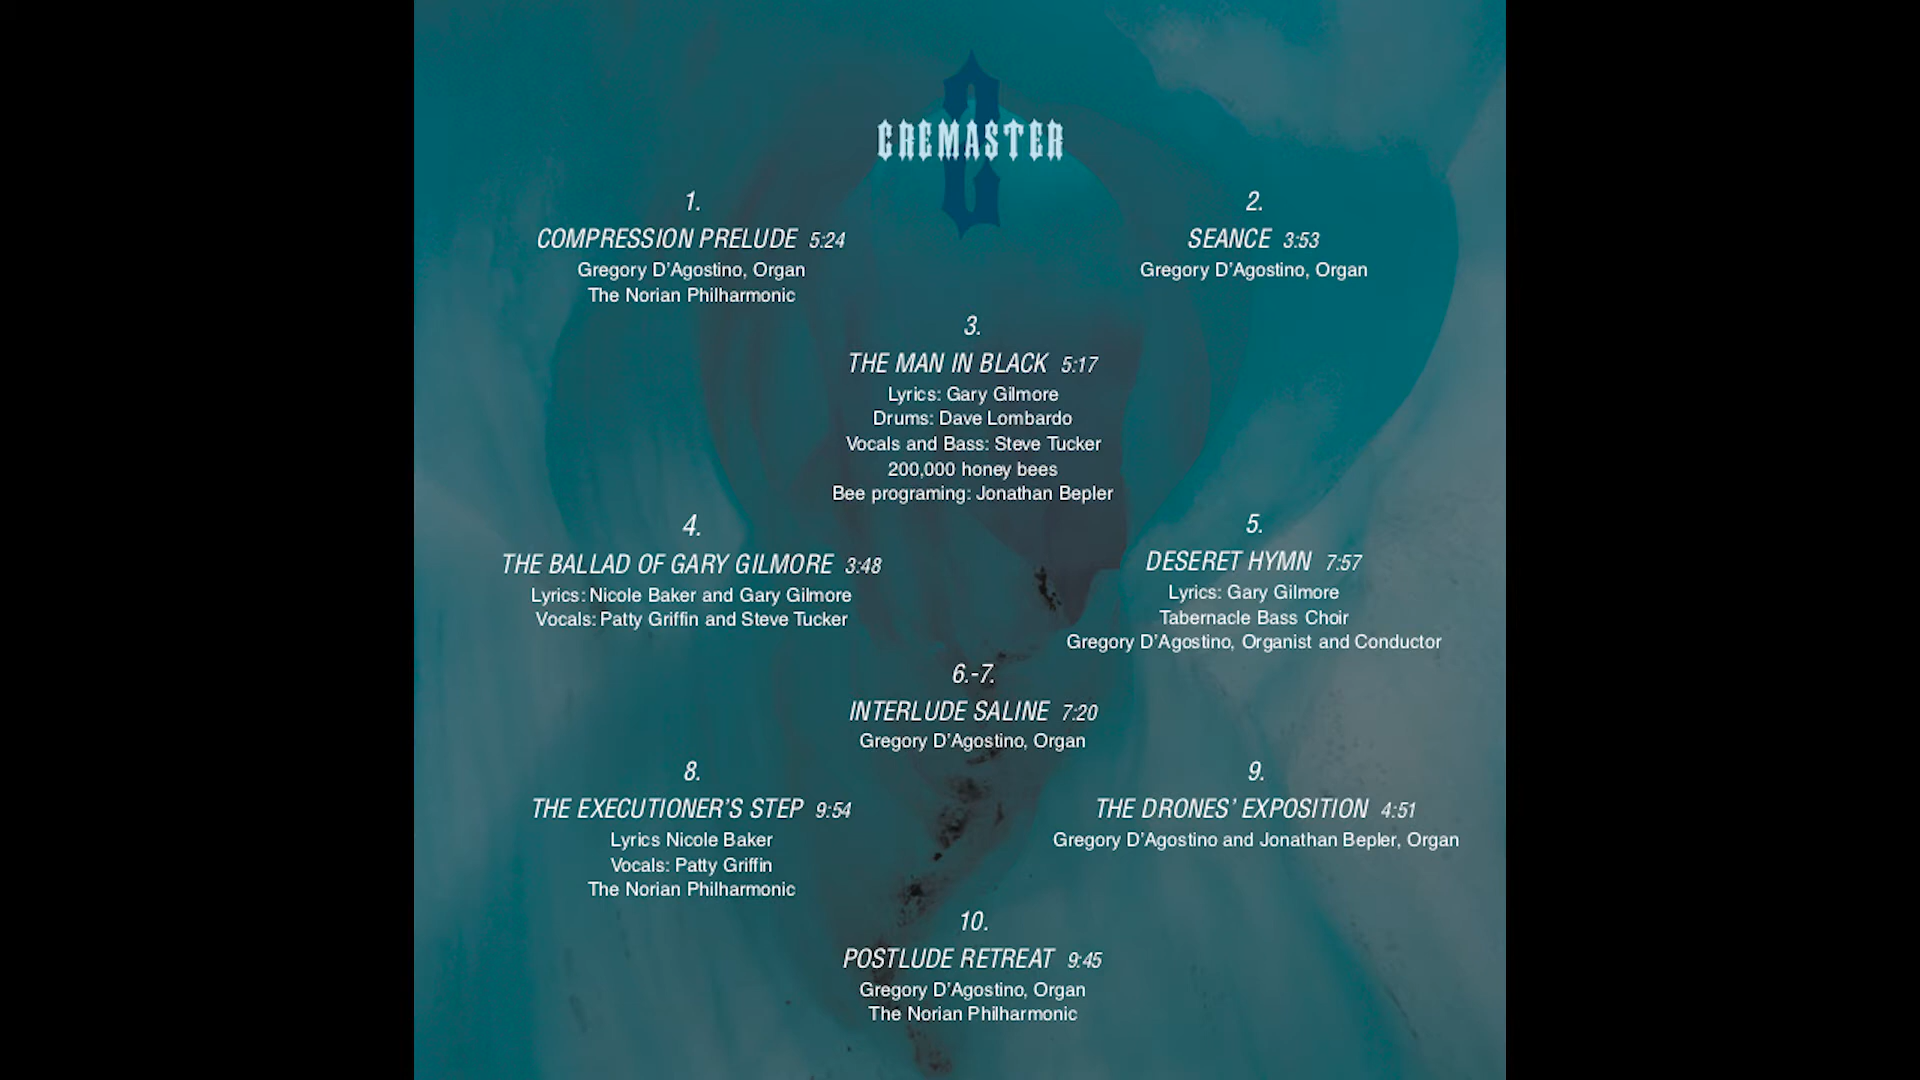 CREMASTER
1.
COMPRESSION PRELUDE 5:24
Gregory D'Agostino, Organ
The Norian Philharmonic
2.
SEANCE 3:53
Gregory D'Agostino, Organ
3.
THE MAN IN BLACK 5:17
Lyrics: Gary Gilmore
Drums: Dave Lombardo
Vocals and Bass: Steve Tucker
200,000 honey bees
Bee programing: Jonathan Bepler
4.
THE BALLAD OF GARY GILMORE 3:48
Lyrics: Nicole Baker and Gary Gilmore
Vocals: Patty Griffin and Steve Tucker
5.
DESERET HYMN 7:57
Lyrics: Gary Gilmore
Tabernacle Bass Choir
Gregory D'Agostino, Organist and Conductor
6.-7.
INTERLUDE SALINE 7:20
Gregory D'Agostino, Organ
8.
THE EXECUTIONER'S STEP 9:54
Lyrics Nicole Baker
Vocals: Patty Griffin
The Norian Philharmonic
9.
THE DRONES' EXPOSITION 4:51
Gregory D'Agostino and Jonathan Bepler, Organ
10.
POSTLUDE RETREAT 9:45
Gregory D'Agostino, Organ
The Norian Philharmonic